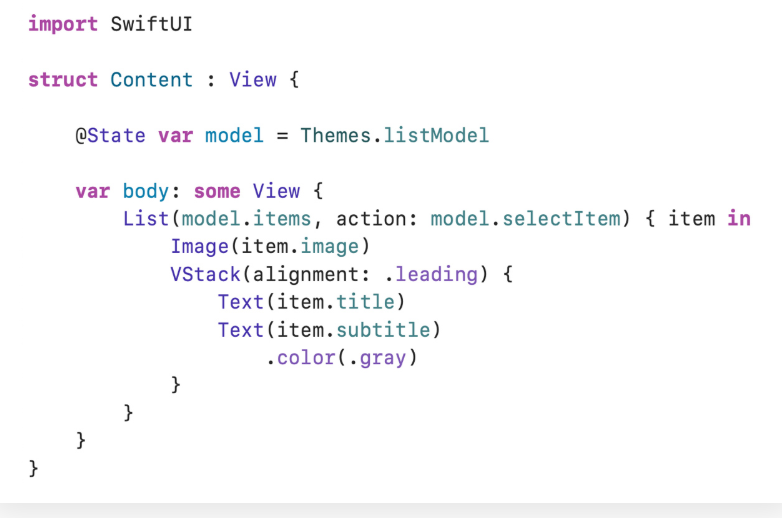 import SwiftUI
struct Content : View {
@State var model = Themes.listModel
var body: some View {
List(model.items, action: model.selectItem) { item in
Image(item.image)
VStack(alignment: .leading) {
Text(item.title)
Text(item.subtitle)
.color(.gray)
}
}
}
}